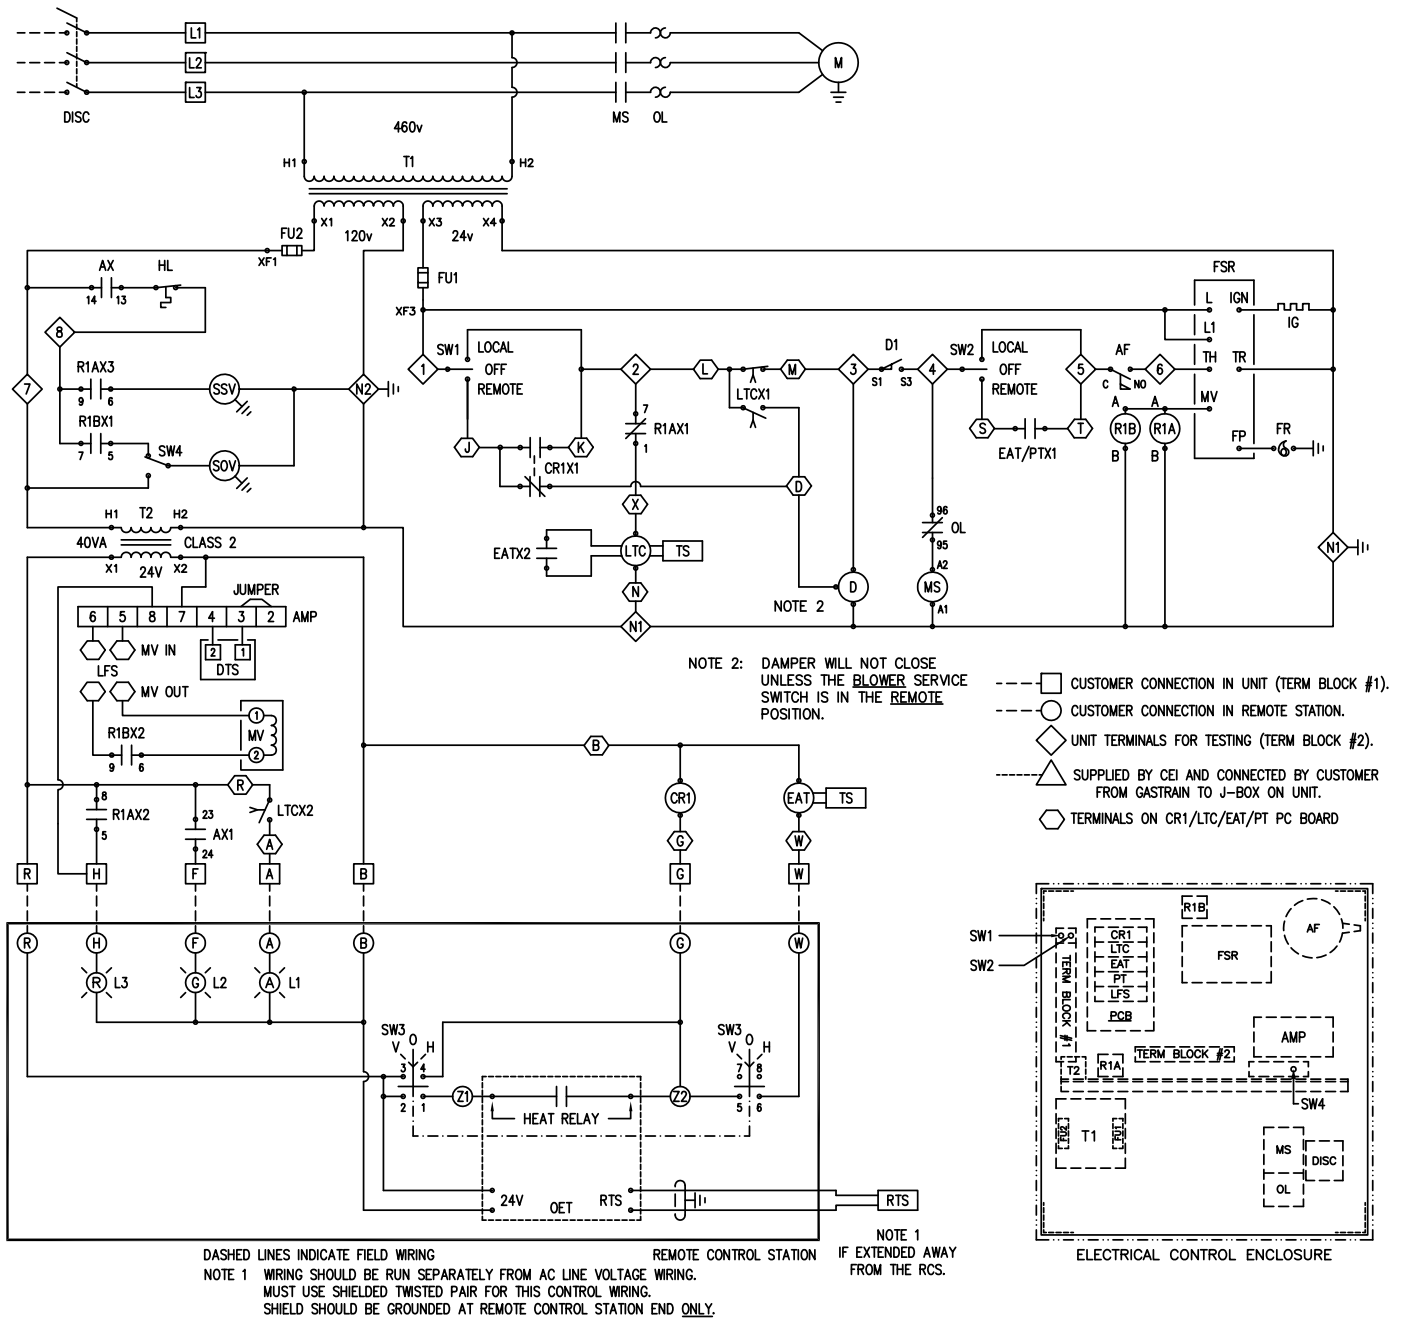 L1
L2
L3
DISC
MS OL
M
460v
H1 T1 H2
X1 X2 X3 X4
FU2 120v 24v
XF1
FU1
XF3
AX HL
14 13
8
R1AX3
9 6
SSV
7
N2
R1BX1
7 5
SW4
SOV
H1 T2 H2
40VA CLASS 2
X1 24V X2
JUMPER
6 5 8 7 4 3 2 AMP
MV IN
2 1
DTS
LFS
MV OUT
1
MV
2
R1BX2
9 6
R
8
R1AX2
5
23
AX1
24
LTCX2
A
R H F A B G W
1
SW1
LOCAL
OFF
REMOTE
J K
CR1X1
2
7
R1AX1
1
X
EATX2
LTC
TS
N
N1
L M
LTCX1
D
3
D1
S1 S3
4
SW2
LOCAL
OFF
REMOTE
S T
EAT/PTX1
5
AF
C NO
6
96
OL
95
A2
D
MS
A1
NOTE 2
FSR
L IGN
IG
L1
TH TR
MV
A A
R1B R1A
B B
FP FR
N1
NOTE 2: DAMPER WILL NOT CLOSE
UNLESS THE BLOWER SERVICE
SWITCH IS IN THE REMOTE
POSITION.
CUSTOMER CONNECTION IN UNIT (TERM BLOCK #1).
CUSTOMER CONNECTION IN REMOTE STATION.
UNIT TERMINALS FOR TESTING (TERM BLOCK #2).
SUPPLIED BY CEI AND CONNECTED BY CUSTOMER
FROM GASTRAIN TO J-BOX ON UNIT.
TERMINALS ON CR1/LTC/EAT/PT PC BOARD
B
CR1
EAT
TS
G
W
R H F A B G W
R L3
G L2
A L1
SW3
O
V H
3 4
2 1
Z1
HEAT RELAY
Z2
SW3
O
V H
7 8
5 6
24V
OET
RTS
RTS
NOTE 1
IF EXTENDED AWAY
FROM THE RCS.
DASHED LINES INDICATE FIELD WIRING
REMOTE CONTROL STATION
NOTE 1 WIRING SHOULD BE RUN SEPARATELY FROM AC LINE VOLTAGE WIRING.
MUST USE SHIELDED TWISTED PAIR FOR THIS CONTROL WIRING.
SHIELD SHOULD BE GROUNDED AT REMOTE CONTROL STATION END ONLY.
SW1
SW2
TERM BLOCK #1
CR1
LTC
EAT
PT
LFS
PCB
R1B
FSR
AF
AMP
TERM BLOCK #2
T2
R1A
SW4
FU2
T1
FU1
MS
DISC
OL
ELECTRICAL CONTROL ENCLOSURE